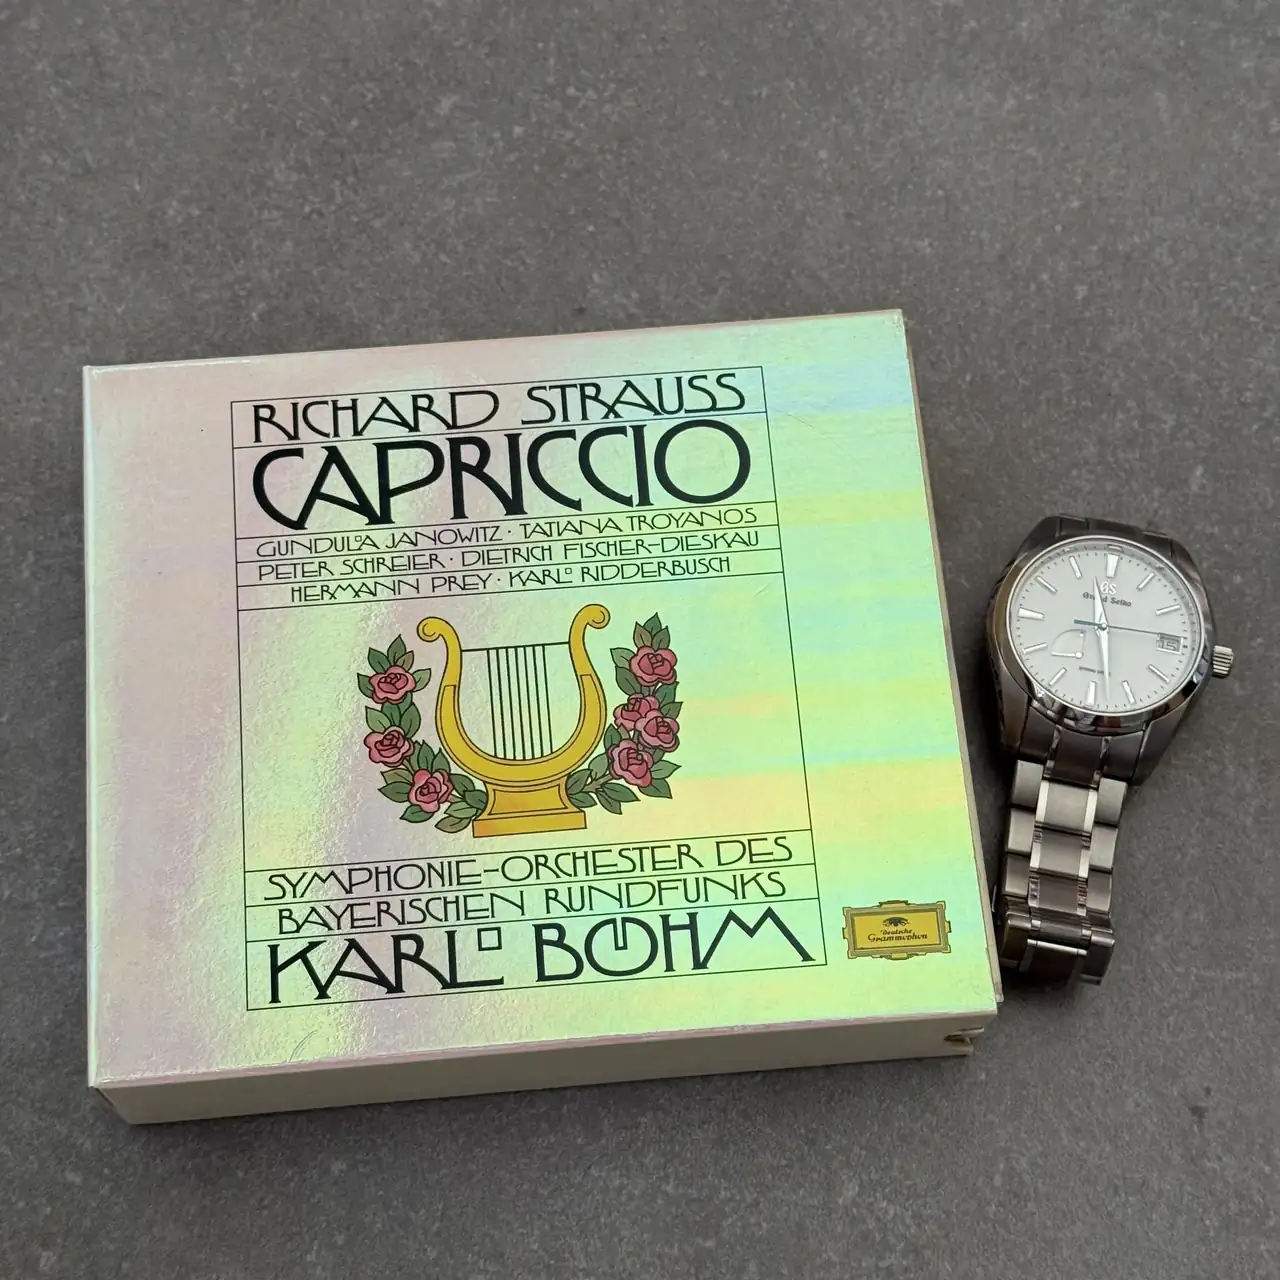 RICHARD STRAUSS
CAPRICCIO
GUNDULA JANOWITZ · TATIANA TROYANOS
PETER SCHREIER · DIETRICH FISCHER-DIESKAU
HERMANN PREY · KARL RIDDERBUSCH
SYMPHONIE-ORCHESTER DES
BAYERISCHEN RUNDFUNKS
KARL BÖHM
Deutsche
Grammophon
GS
Grand Seiko
15